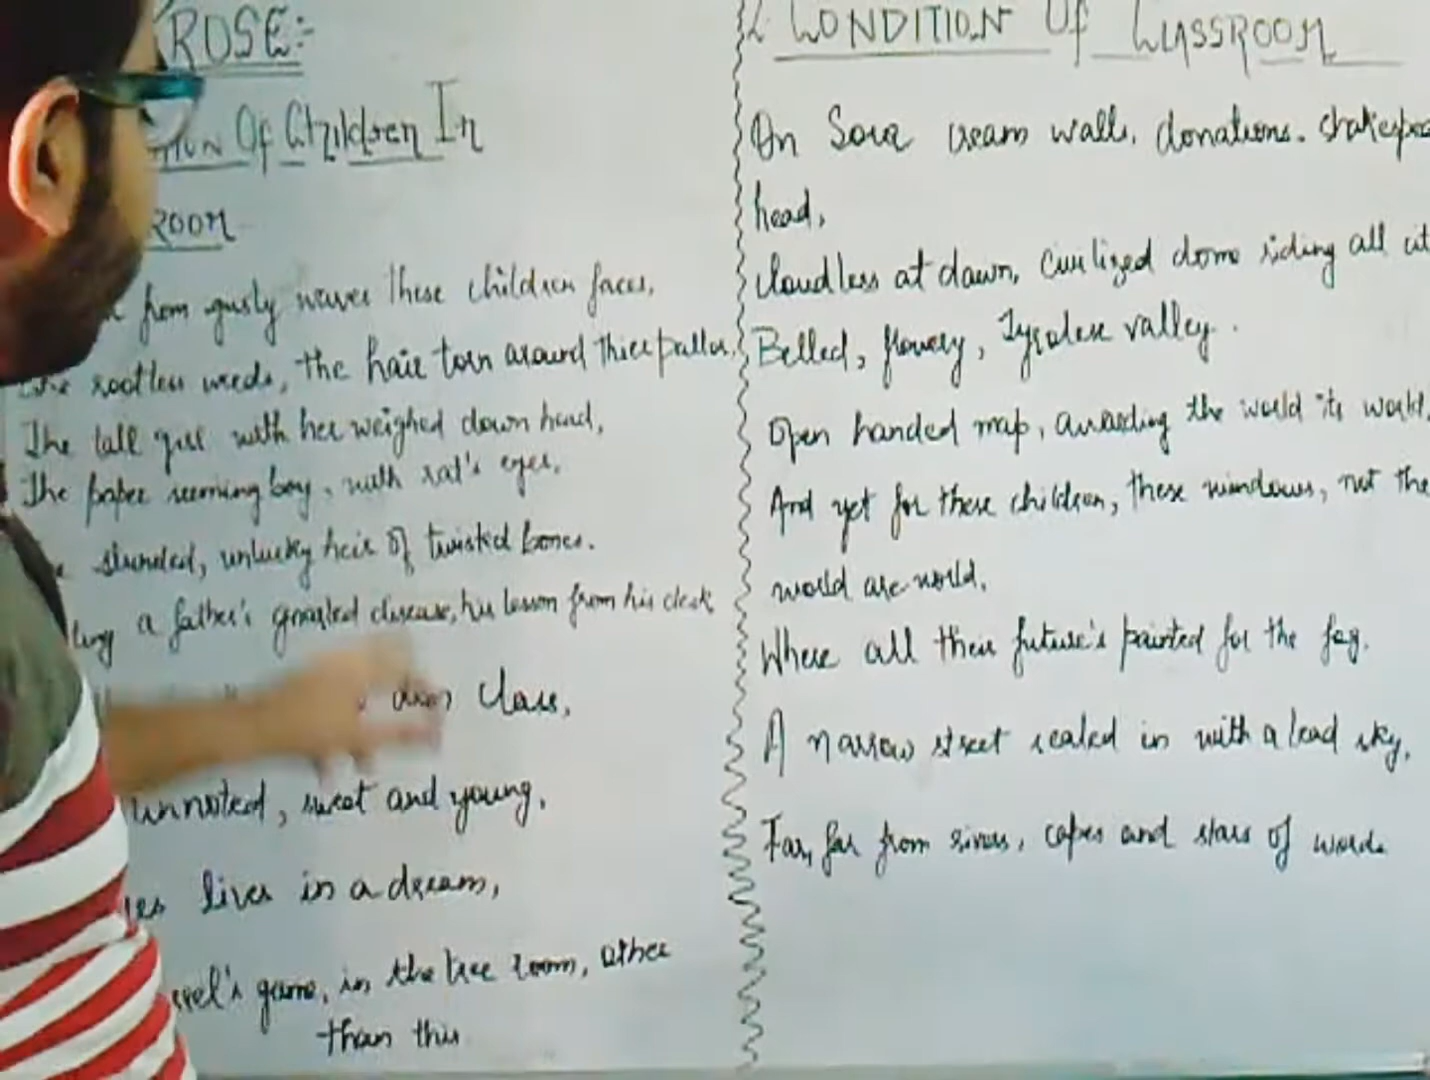 ROSE:-
Of Children In
ROOM
from gusly waves these children faces,
rootless weeds, the hair torn around thier pallor.
The tall girl with her weighed down head,
The paper seeming boy, with rat's eyes.
stunded, unlucky heir of twisted bones.
a father's gnarled disease, his lesson from his desk
class,
unnoted, sweet and young,
lives in a dream,
game, in the tree room, other
than this
CONDITION Of CLASSROOM
On Sour cream walls, donations. shakespea
head,
Cloudless at dawn, civilized dome riding all cit
Belled, flowery, Tyrolese valley.
Open handed map, awarding the world its world.
And yet for these children, these windows, not the
world are world.
Where all their future's painted for the fog.
A narrow street sealed in with a lead sky,
Far, far from rivers, capes and stars of words